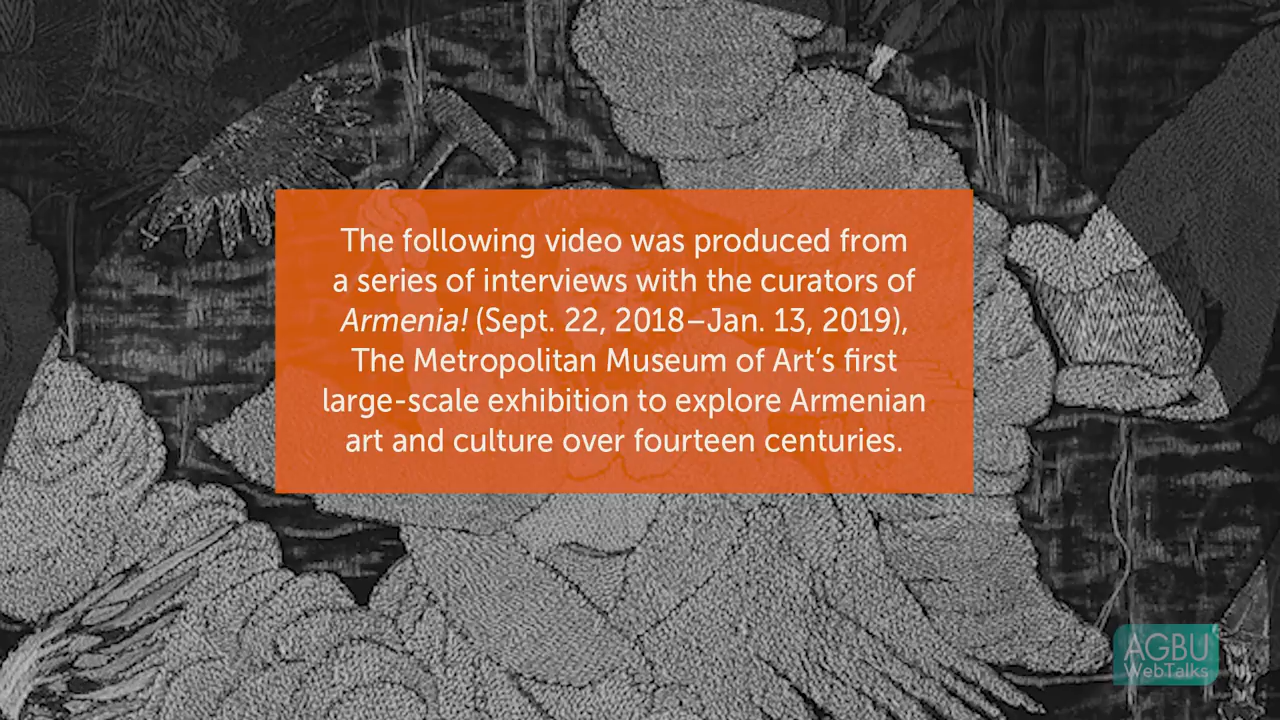 The following video was produced from
a series of interviews with the curators of
Armenia! (Sept. 22, 2018–Jan. 13, 2019),
The Metropolitan Museum of Art’s first
large-scale exhibition to explore Armenian
art and culture over fourteen centuries.
AGBU
WebTalks